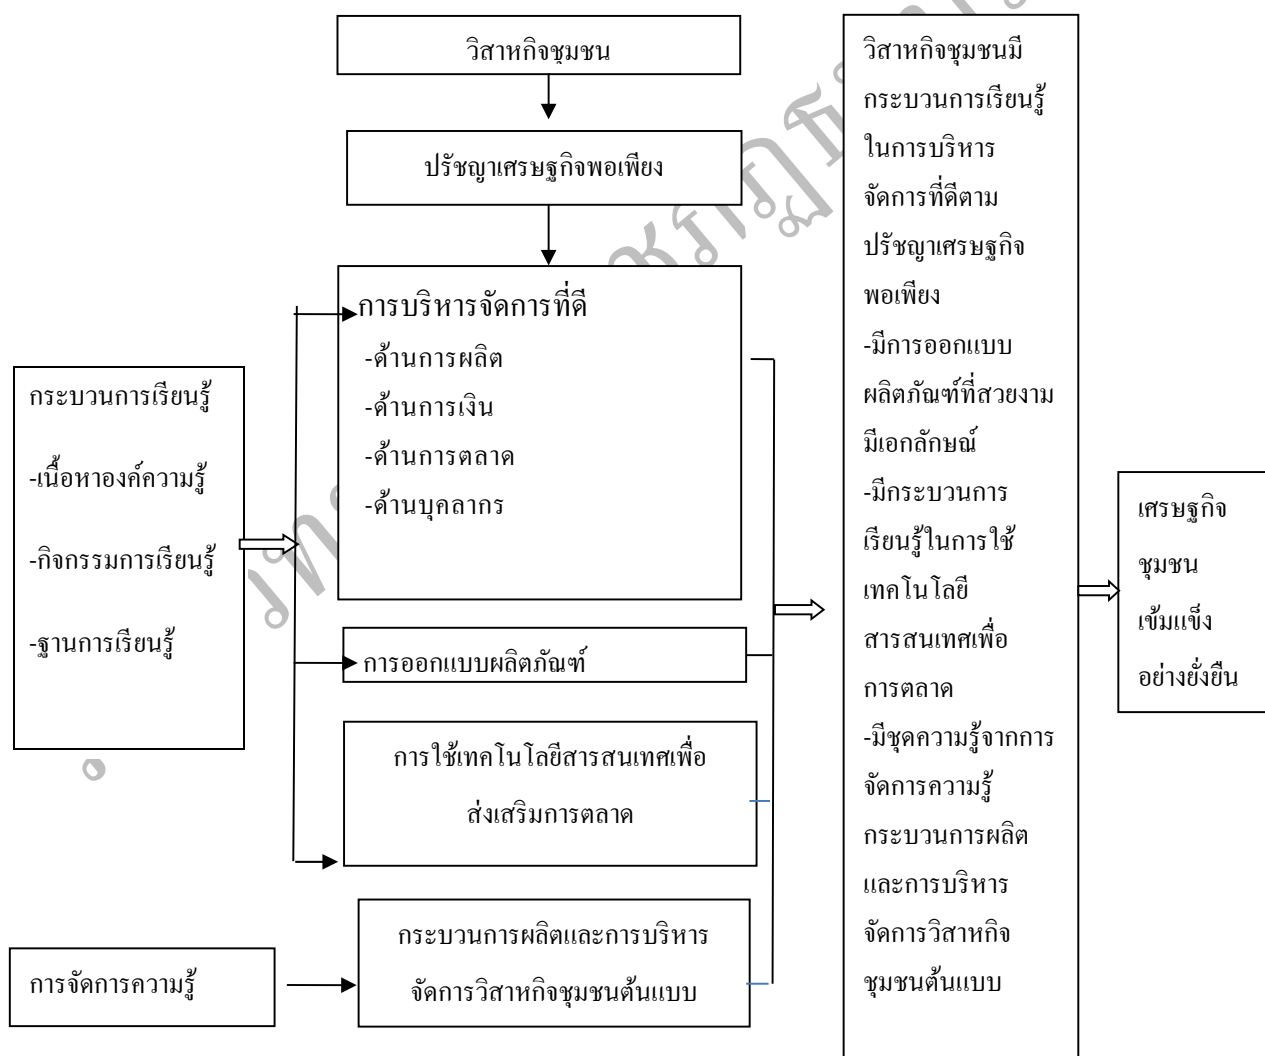 วิสาหกิจชุมชน
ปรัชญาเศรษฐกิจพอเพียง
การบริหารจัดการที่ดี
-ด้านการผลิต
-ด้านการเงิน
-ด้านการตลาด
-ด้านบุคลากร
กระบวนการเรียนรู้
-เนื้อหาองค์ความรู้
-กิจกรรมการเรียนรู้
-ฐานการเรียนรู้
การออกแบบผลิตภัณฑ์
การใช้เทคโนโลยีสารสนเทศเพื่อ
ส่งเสริมการตลาด
การจัดการความรู้
กระบวนการผลิตและการบริหาร
จัดการวิสาหกิจชุมชนต้นแบบ
วิสาหกิจชุมชนมี
กระบวนการเรียนรู้
ในการบริหาร
จัดการที่ดีตาม
ปรัชญาเศรษฐกิจ
พอเพียง
-มีการออกแบบ
ผลิตภัณฑ์ที่สวยงาม
มีเอกลักษณ์
-มีกระบวนการ
เรียนรู้ในการใช้
เทคโนโลยี
สารสนเทศเพื่อ
การตลาด
-มีชุดความรู้จากการ
จัดการความรู้
กระบวนการผลิต
และการบริหาร
จัดการวิสาหกิจ
ชุมชนต้นแบบ
เศรษฐกิจ
ชุมชน
เข้มแข็ง
อย่างยั่งยืน